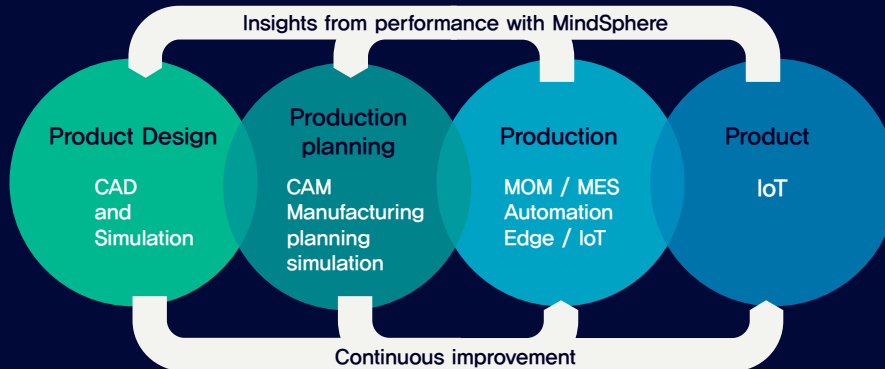 Insights from performance with MindSphere
Product Design
CAD
and
Simulation
Production
planning
CAM
Manufacturing
planning
simulation
Production
MOM / MES
Automation
Edge / IoT
Product
IoT
Continuous improvement